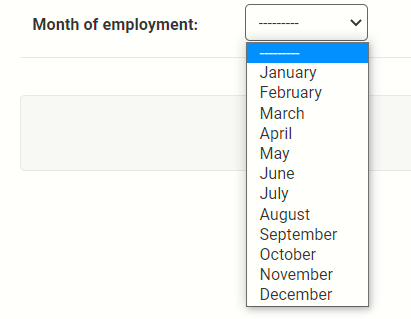 Month of employment:
---------
---------
January
February
March
April
May
June
July
August
September
October
November
December